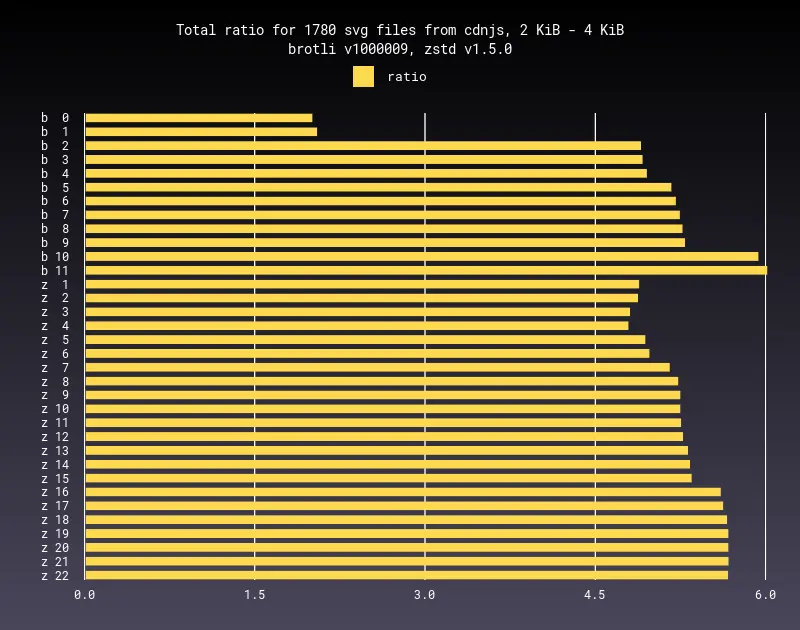 Total ratio for 1780 svg files from cdnjs, 2 KiB - 4 KiB
brotli v1000009, zstd v1.5.0
ratio
b 0
b 1
b 2
b 3
b 4
b 5
b 6
b 7
b 8
b 9
b 10
b 11
z 1
z 2
z 3
z 4
z 5
z 6
z 7
z 8
z 9
z 10
z 11
z 12
z 13
z 14
z 15
z 16
z 17
z 18
z 19
z 20
z 21
z 22
0.0 1.5 3.0 4.5 6.0